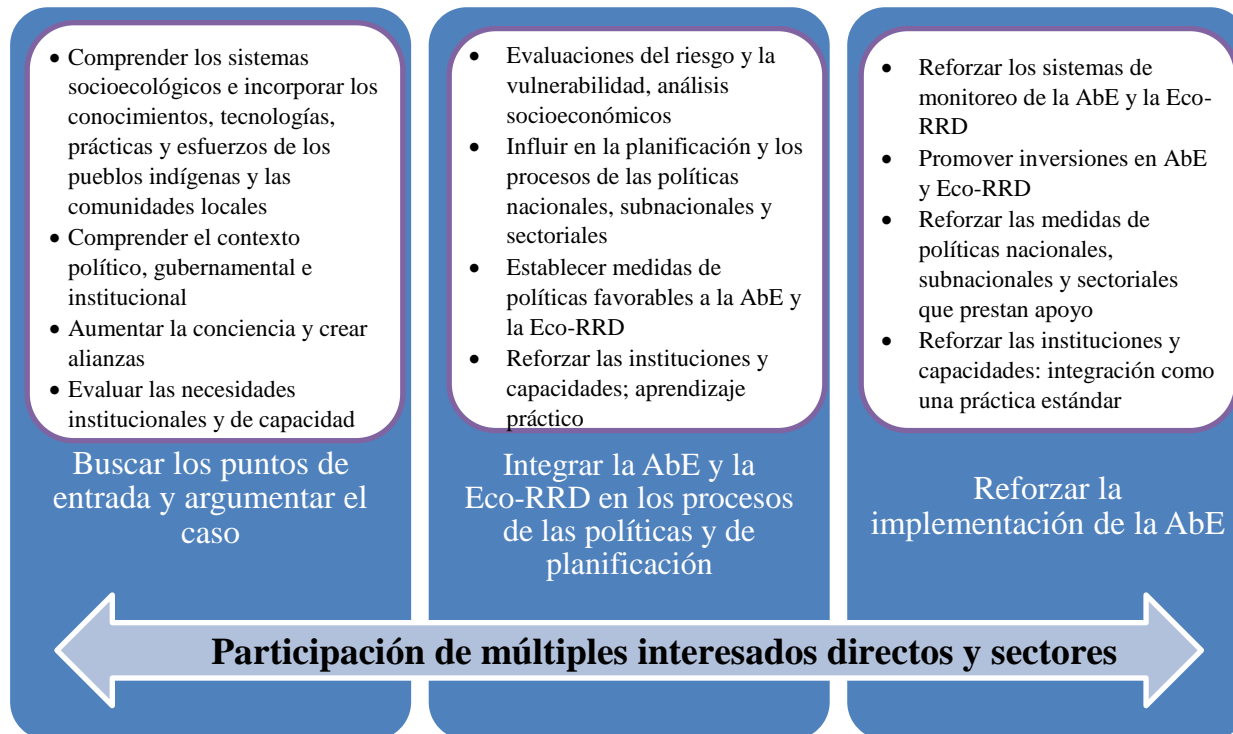 • Comprender los sistemas
socioecológicos e incorporar los
conocimientos, tecnologías,
prácticas y esfuerzos de los
pueblos indígenas y las
comunidades locales
• Comprender el contexto
político, gubernamental e
institucional
• Aumentar la conciencia y crear
alianzas
• Evaluar las necesidades
institucionales y de capacidad
Buscar los puntos de
entrada y argumentar el
caso
• Evaluaciones del riesgo y la
vulnerabilidad, análisis
socioeconómicos
• Influir en la planificación y los
procesos de las políticas
nacionales, subnacionales y
sectoriales
• Establecer medidas de
políticas favorables a la AbE y
la Eco-RRD
• Reforzar las instituciones y
capacidades; aprendizaje
práctico
Integrar la AbE y la
Eco-RRD en los procesos
de las políticas y de
planificación
• Reforzar los sistemas de
monitoreo de la AbE y la Eco-
RRD
• Promover inversiones en AbE
y Eco-RRD
• Reforzar las medidas de
políticas nacionales,
subnacionales y sectoriales
que prestan apoyo
• Reforzar las instituciones y
capacidades: integración como
una práctica estándar
Reforzar la
implementación de la AbE
Participación de múltiples interesados directos y sectores